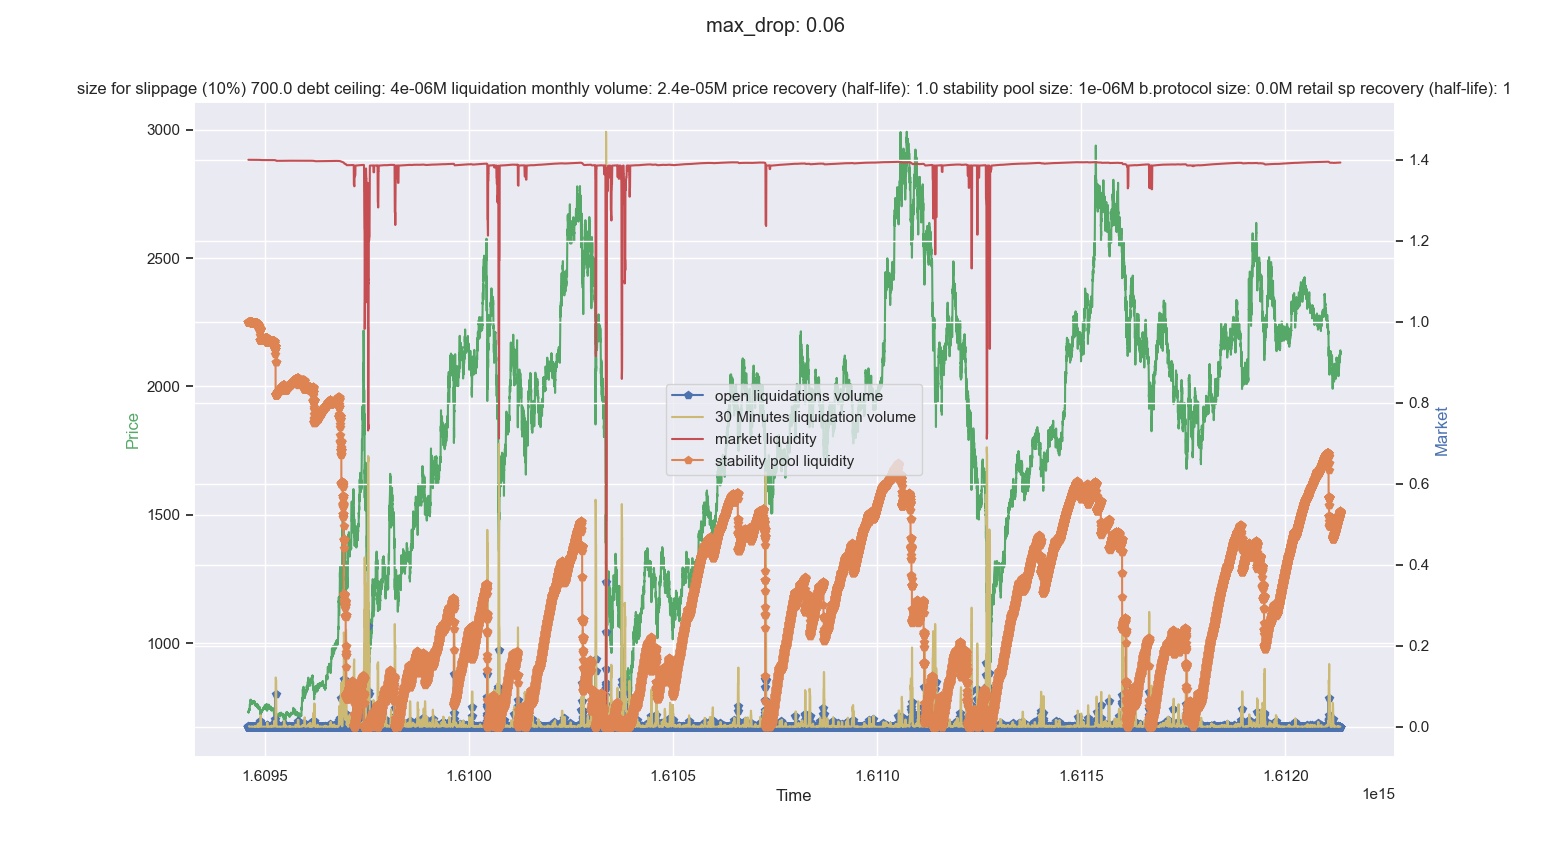 max_drop: 0.06
size for slippage (10%) 700.0 debt ceiling: 4e-06M liquidation monthly volume: 2.4e-05M price recovery (half-life): 1.0 stability pool size: 1e-06M b.protocol size: 0.0M retail sp recovery (half-life): 1
3000
2500
2000
1500
1000
Price
1.4
1.2
1.0
0.8
0.6
0.4
0.2
0.0
Market
open liquidations volume
30 Minutes liquidation volume
market liquidity
stability pool liquidity
1.6095
1.6100
1.6105
1.6110
1.6115
1.6120
1e15
Time